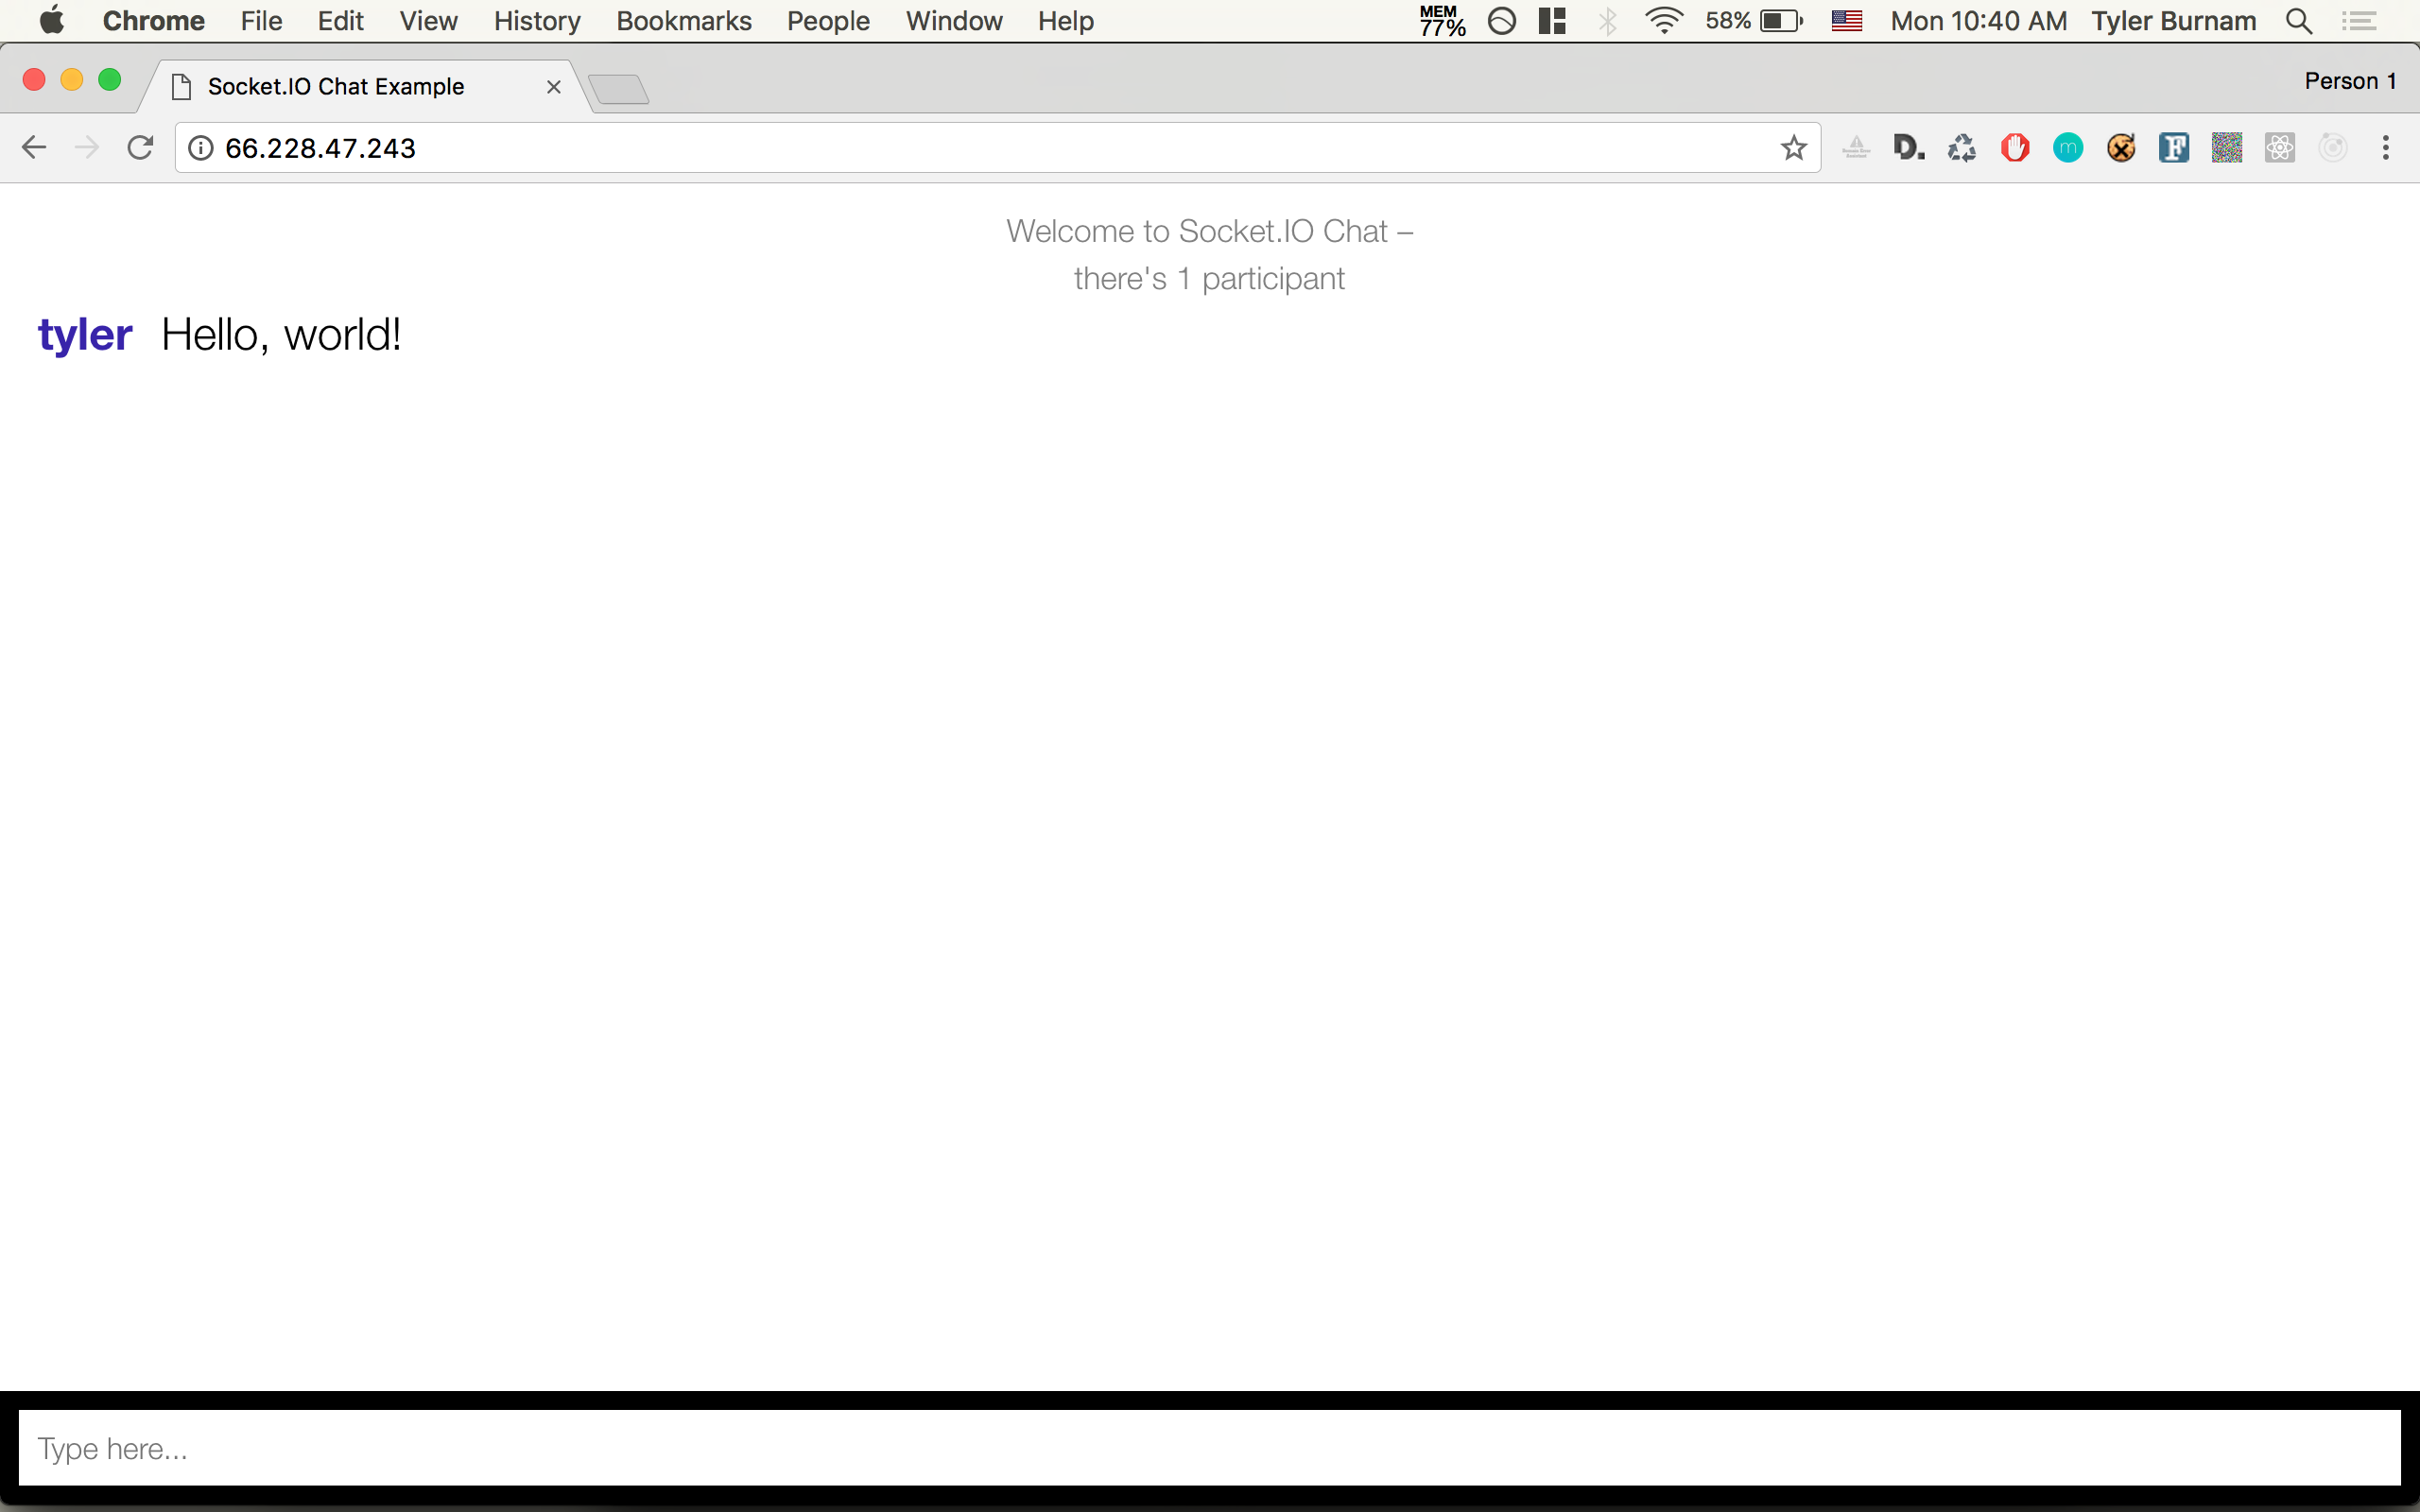 Chrome File Edit View History Bookmarks People Window Help MEM 77% 58% Mon 10:40 AM Tyler Burnam
Socket.IO Chat Example Person 1
66.228.47.243 D. m F
Welcome to Socket.IO Chat –
there's 1 participant
tyler Hello, world!
Type here...